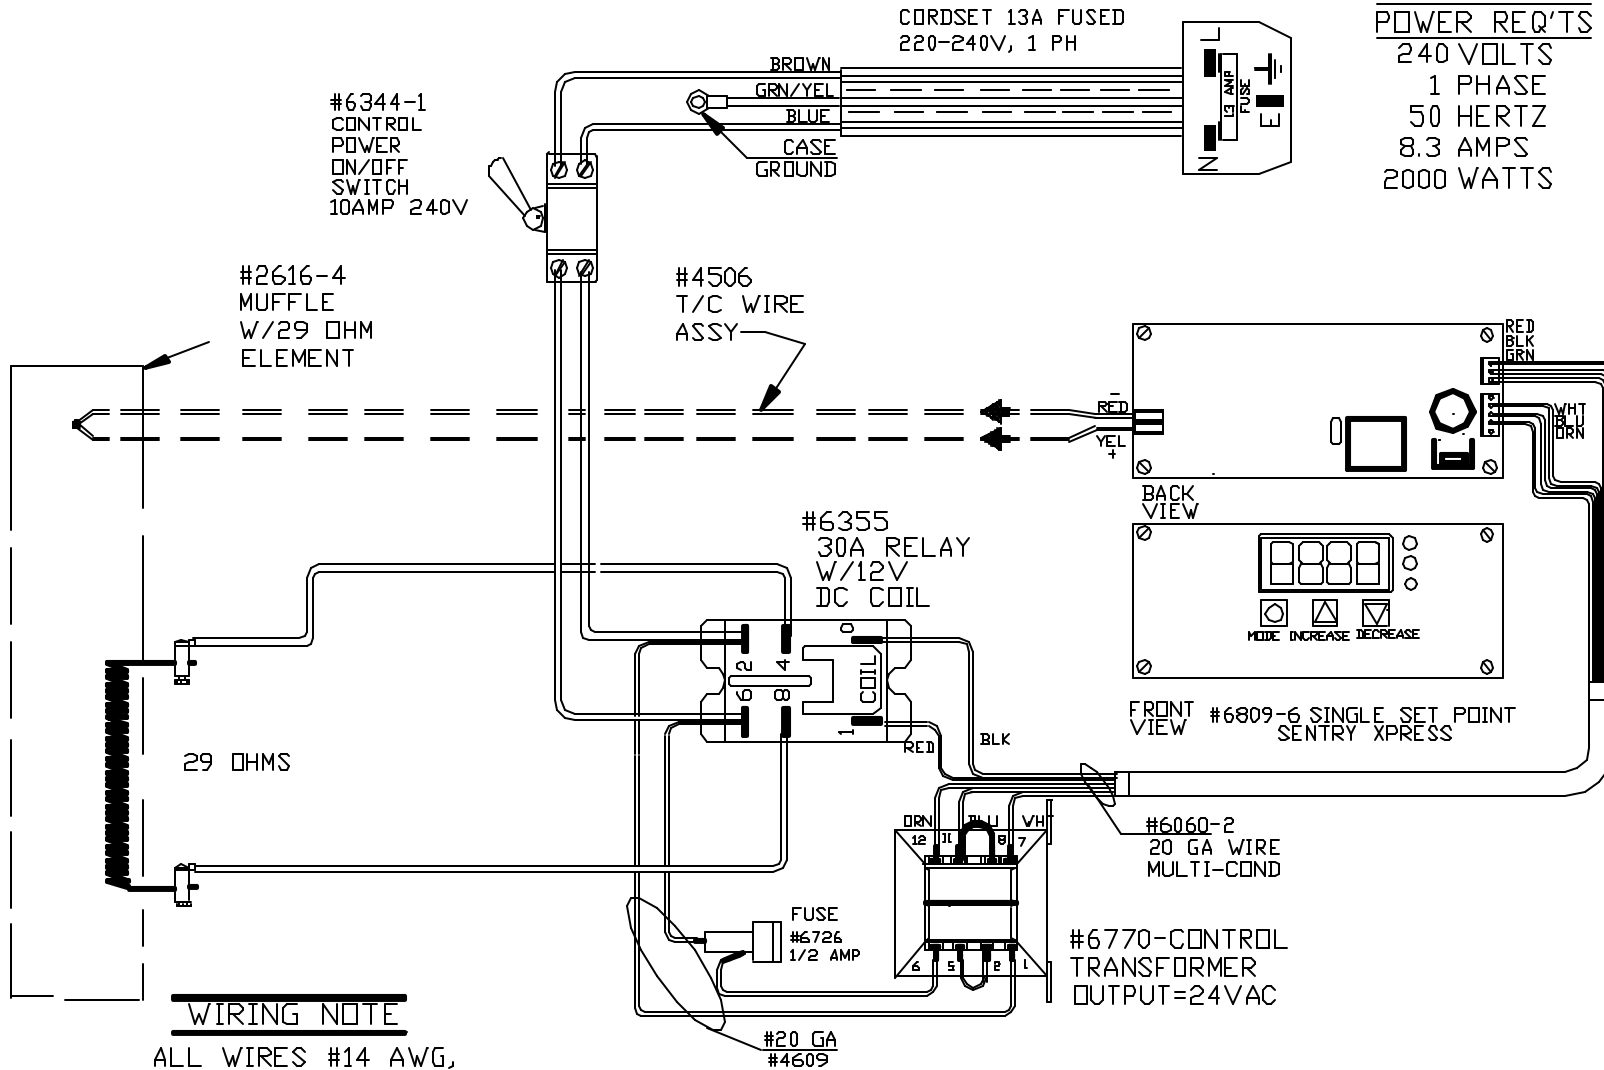 CORDSET 13A FUSED
220-240V, 1 PH
POWER REQ'TS
240 VOLTS
1 PHASE
50 HERTZ
8.3 AMPS
2000 WATTS
BROWN
GRN/YEL
BLUE
CASE
GROUND
L
13 AMP
FUSE
E
N
#6344-1
CONTROL
POWER
ON/OFF
SWITCH
10AMP 240V
#2616-4
MUFFLE
W/29 OHM
ELEMENT
#4506
T/C WIRE
ASSY
-
RED
YEL
+
RED
BLK
GRN
WHT
BLU
ORN
BACK
VIEW
#6355
30A RELAY
W/12V
DC COIL
MODE INCREASE DECREASE
2 4 0
6 8 1
COIL
FRONT
VIEW
#6809-6 SINGLE SET POINT
SENTRY XPRESS
RED
BLK
29 OHMS
ORN BLU WHT
12 11 8 7
#6060-2
20 GA WIRE
MULTI-COND
FUSE
#6726
1/2 AMP
6 5 2 1
#6770-CONTROL
TRANSFORMER
OUTPUT=24VAC
WIRING NOTE
ALL WIRES #14 AWG,
#20 GA
#4609